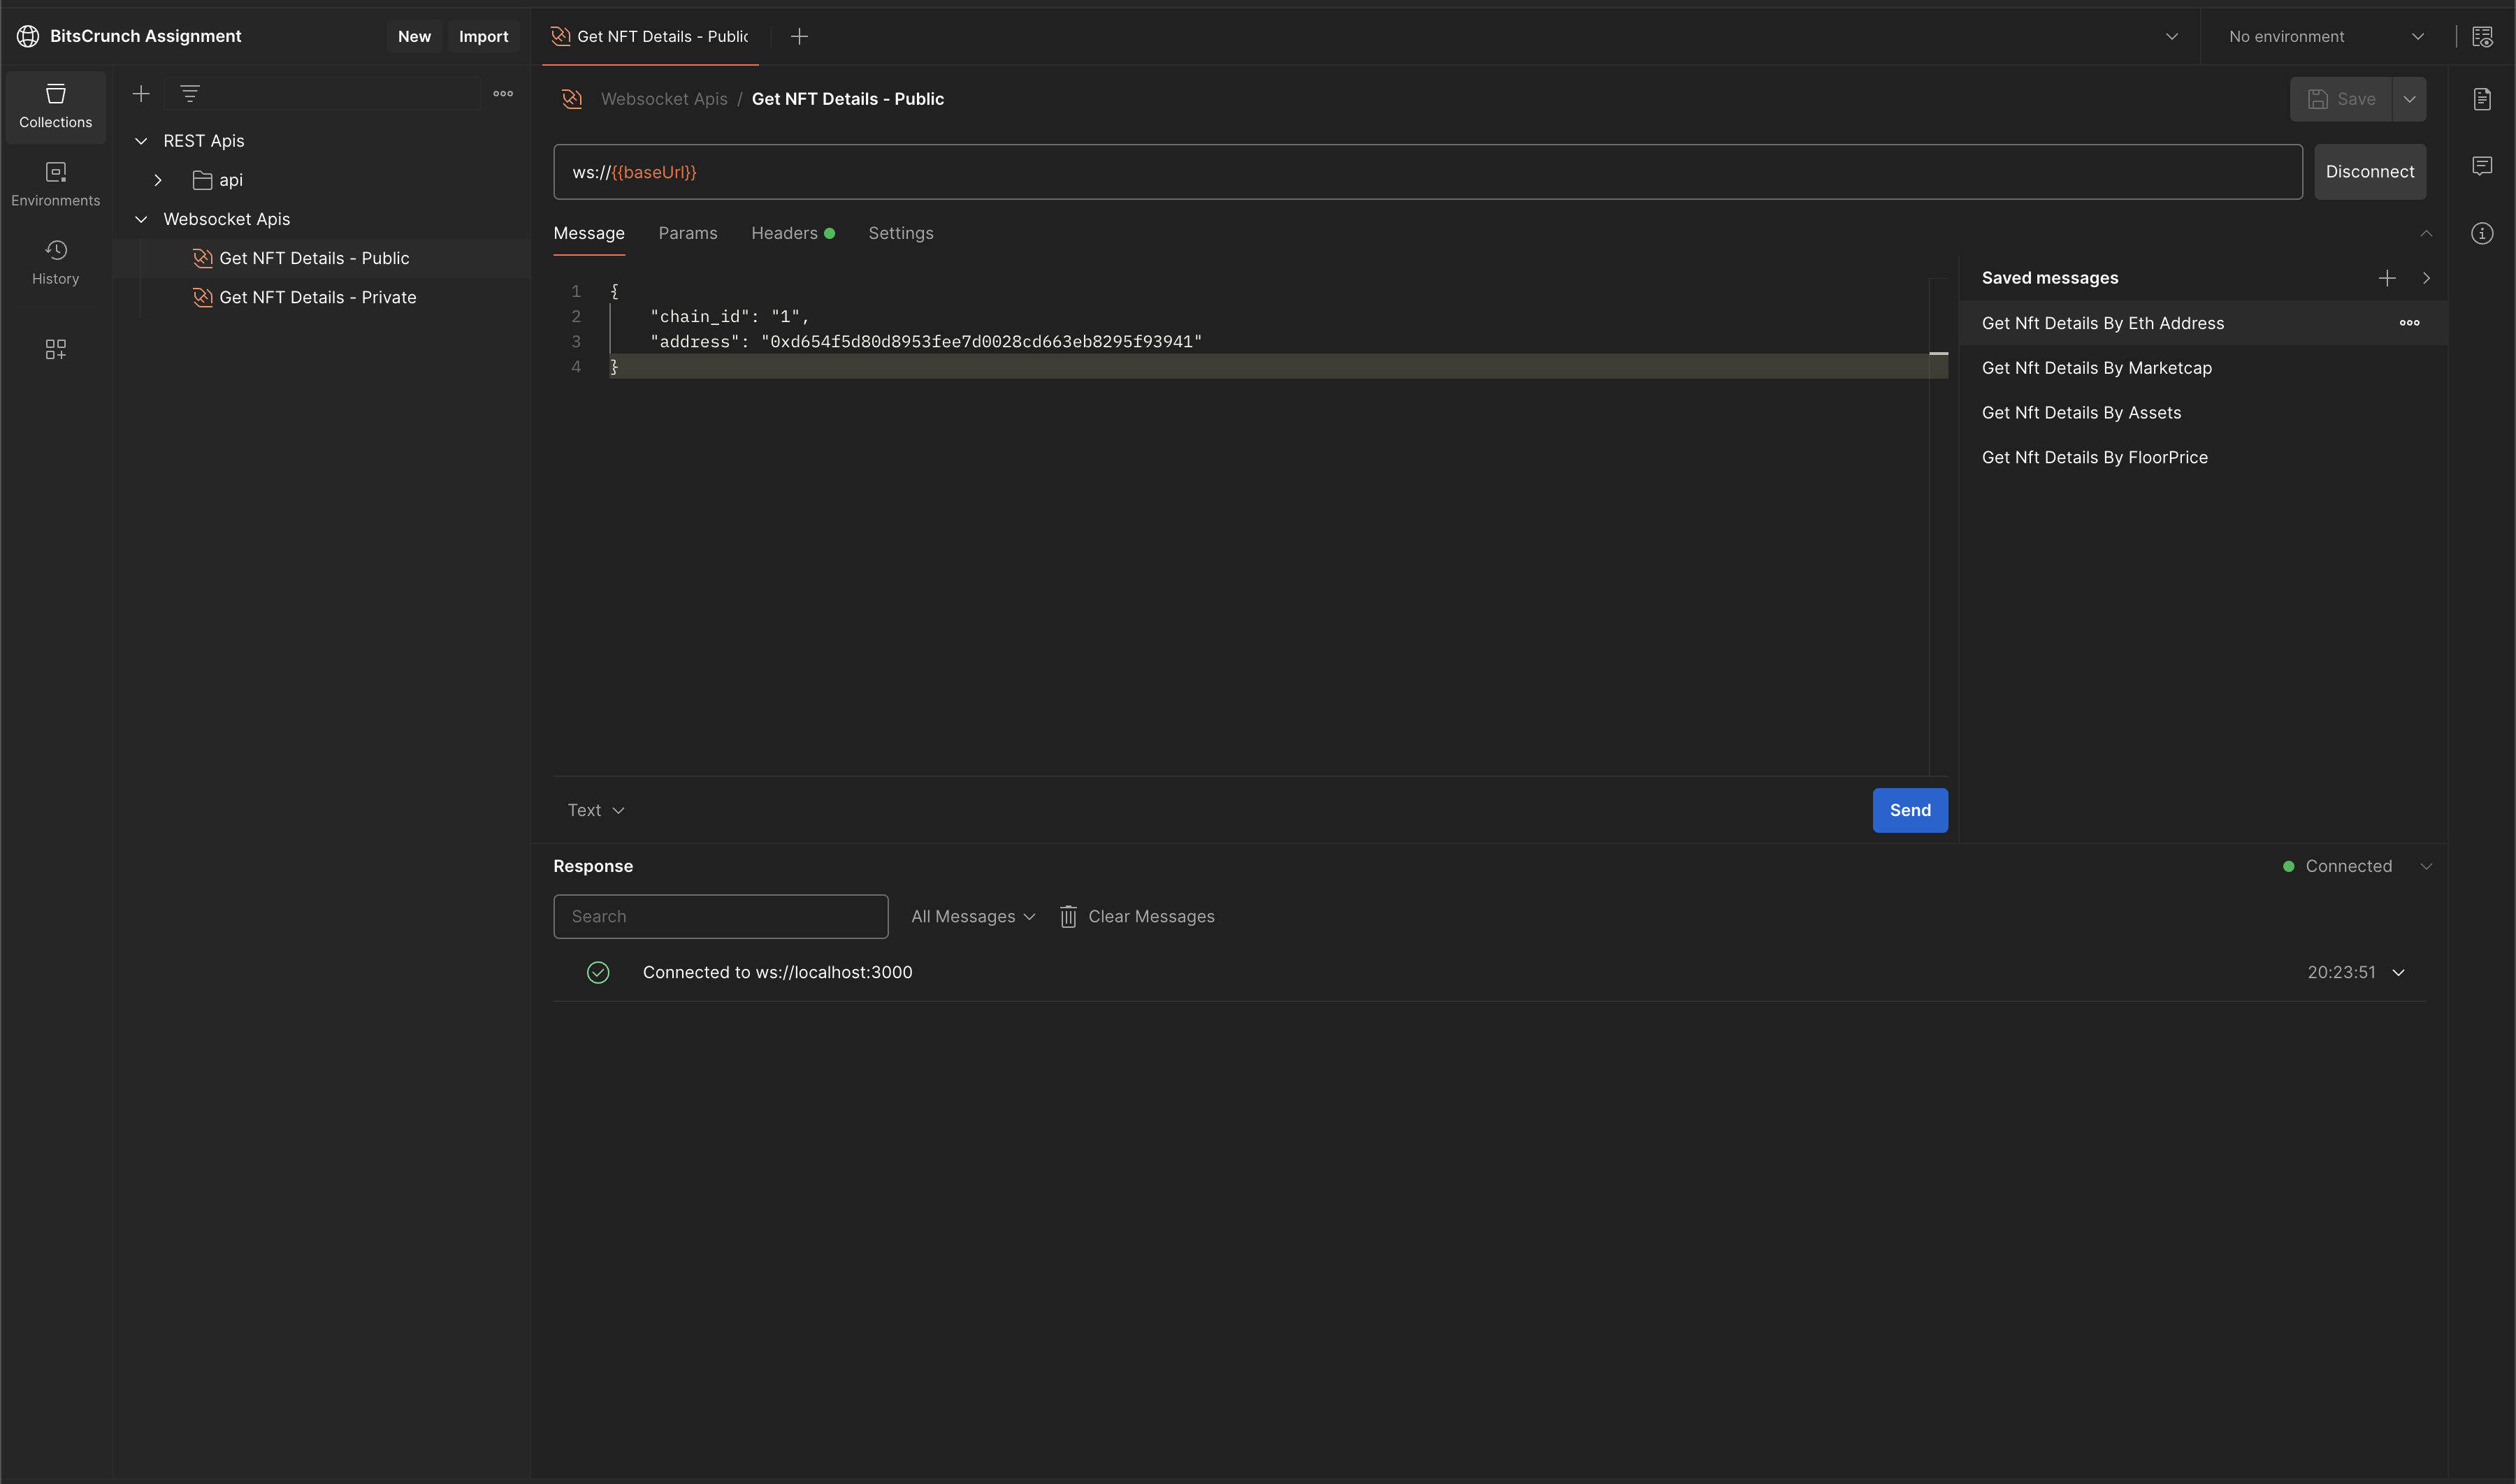 BitsCrunch Assignment
New
Import
Get NFT Details - Public
No environment
Collections
Environments
History
REST Apis
api
Websocket Apis
Get NFT Details - Public
Get NFT Details - Private
Websocket Apis / Get NFT Details - Public
Save
ws://{{baseUrl}}
Disconnect
Message
Params
Headers
Settings
1 {
2 "chain_id": "1",
3 "address": "0xd654f5d80d8953fee7d0028cd663eb8295f93941"
4 }
Saved messages
Get Nft Details By Eth Address
Get Nft Details By Marketcap
Get Nft Details By Assets
Get Nft Details By FloorPrice
Text
Send
Response
Connected
Search
All Messages
Clear Messages
Connected to ws://localhost:3000
20:23:51